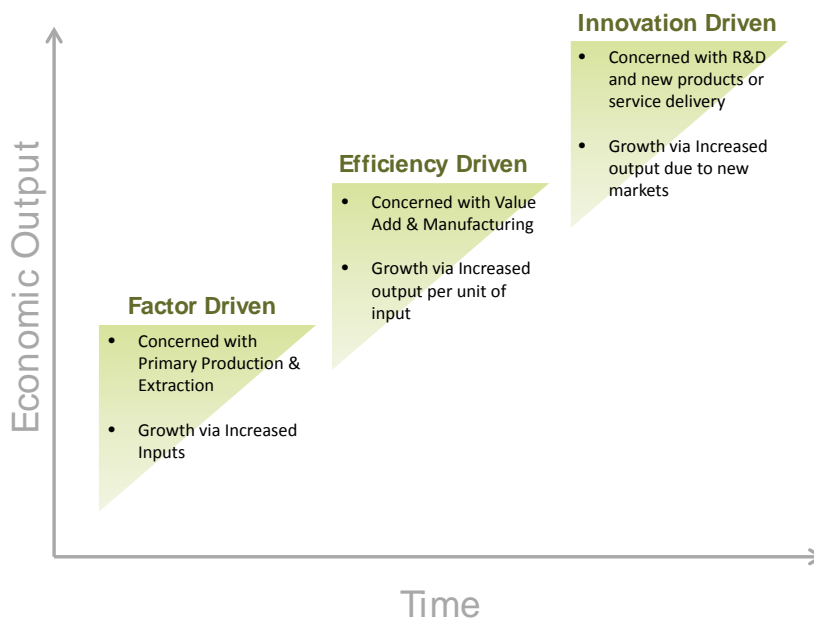 Innovation Driven
• Concerned with R&D
and new products or
service delivery
• Growth via Increased
output due to new
markets
Efficiency Driven
• Concerned with Value
Add & Manufacturing
• Growth via Increased
output per unit of
input
Factor Driven
• Concerned with
Primary Production &
Extraction
• Growth via Increased
Inputs
Economic Output
Time